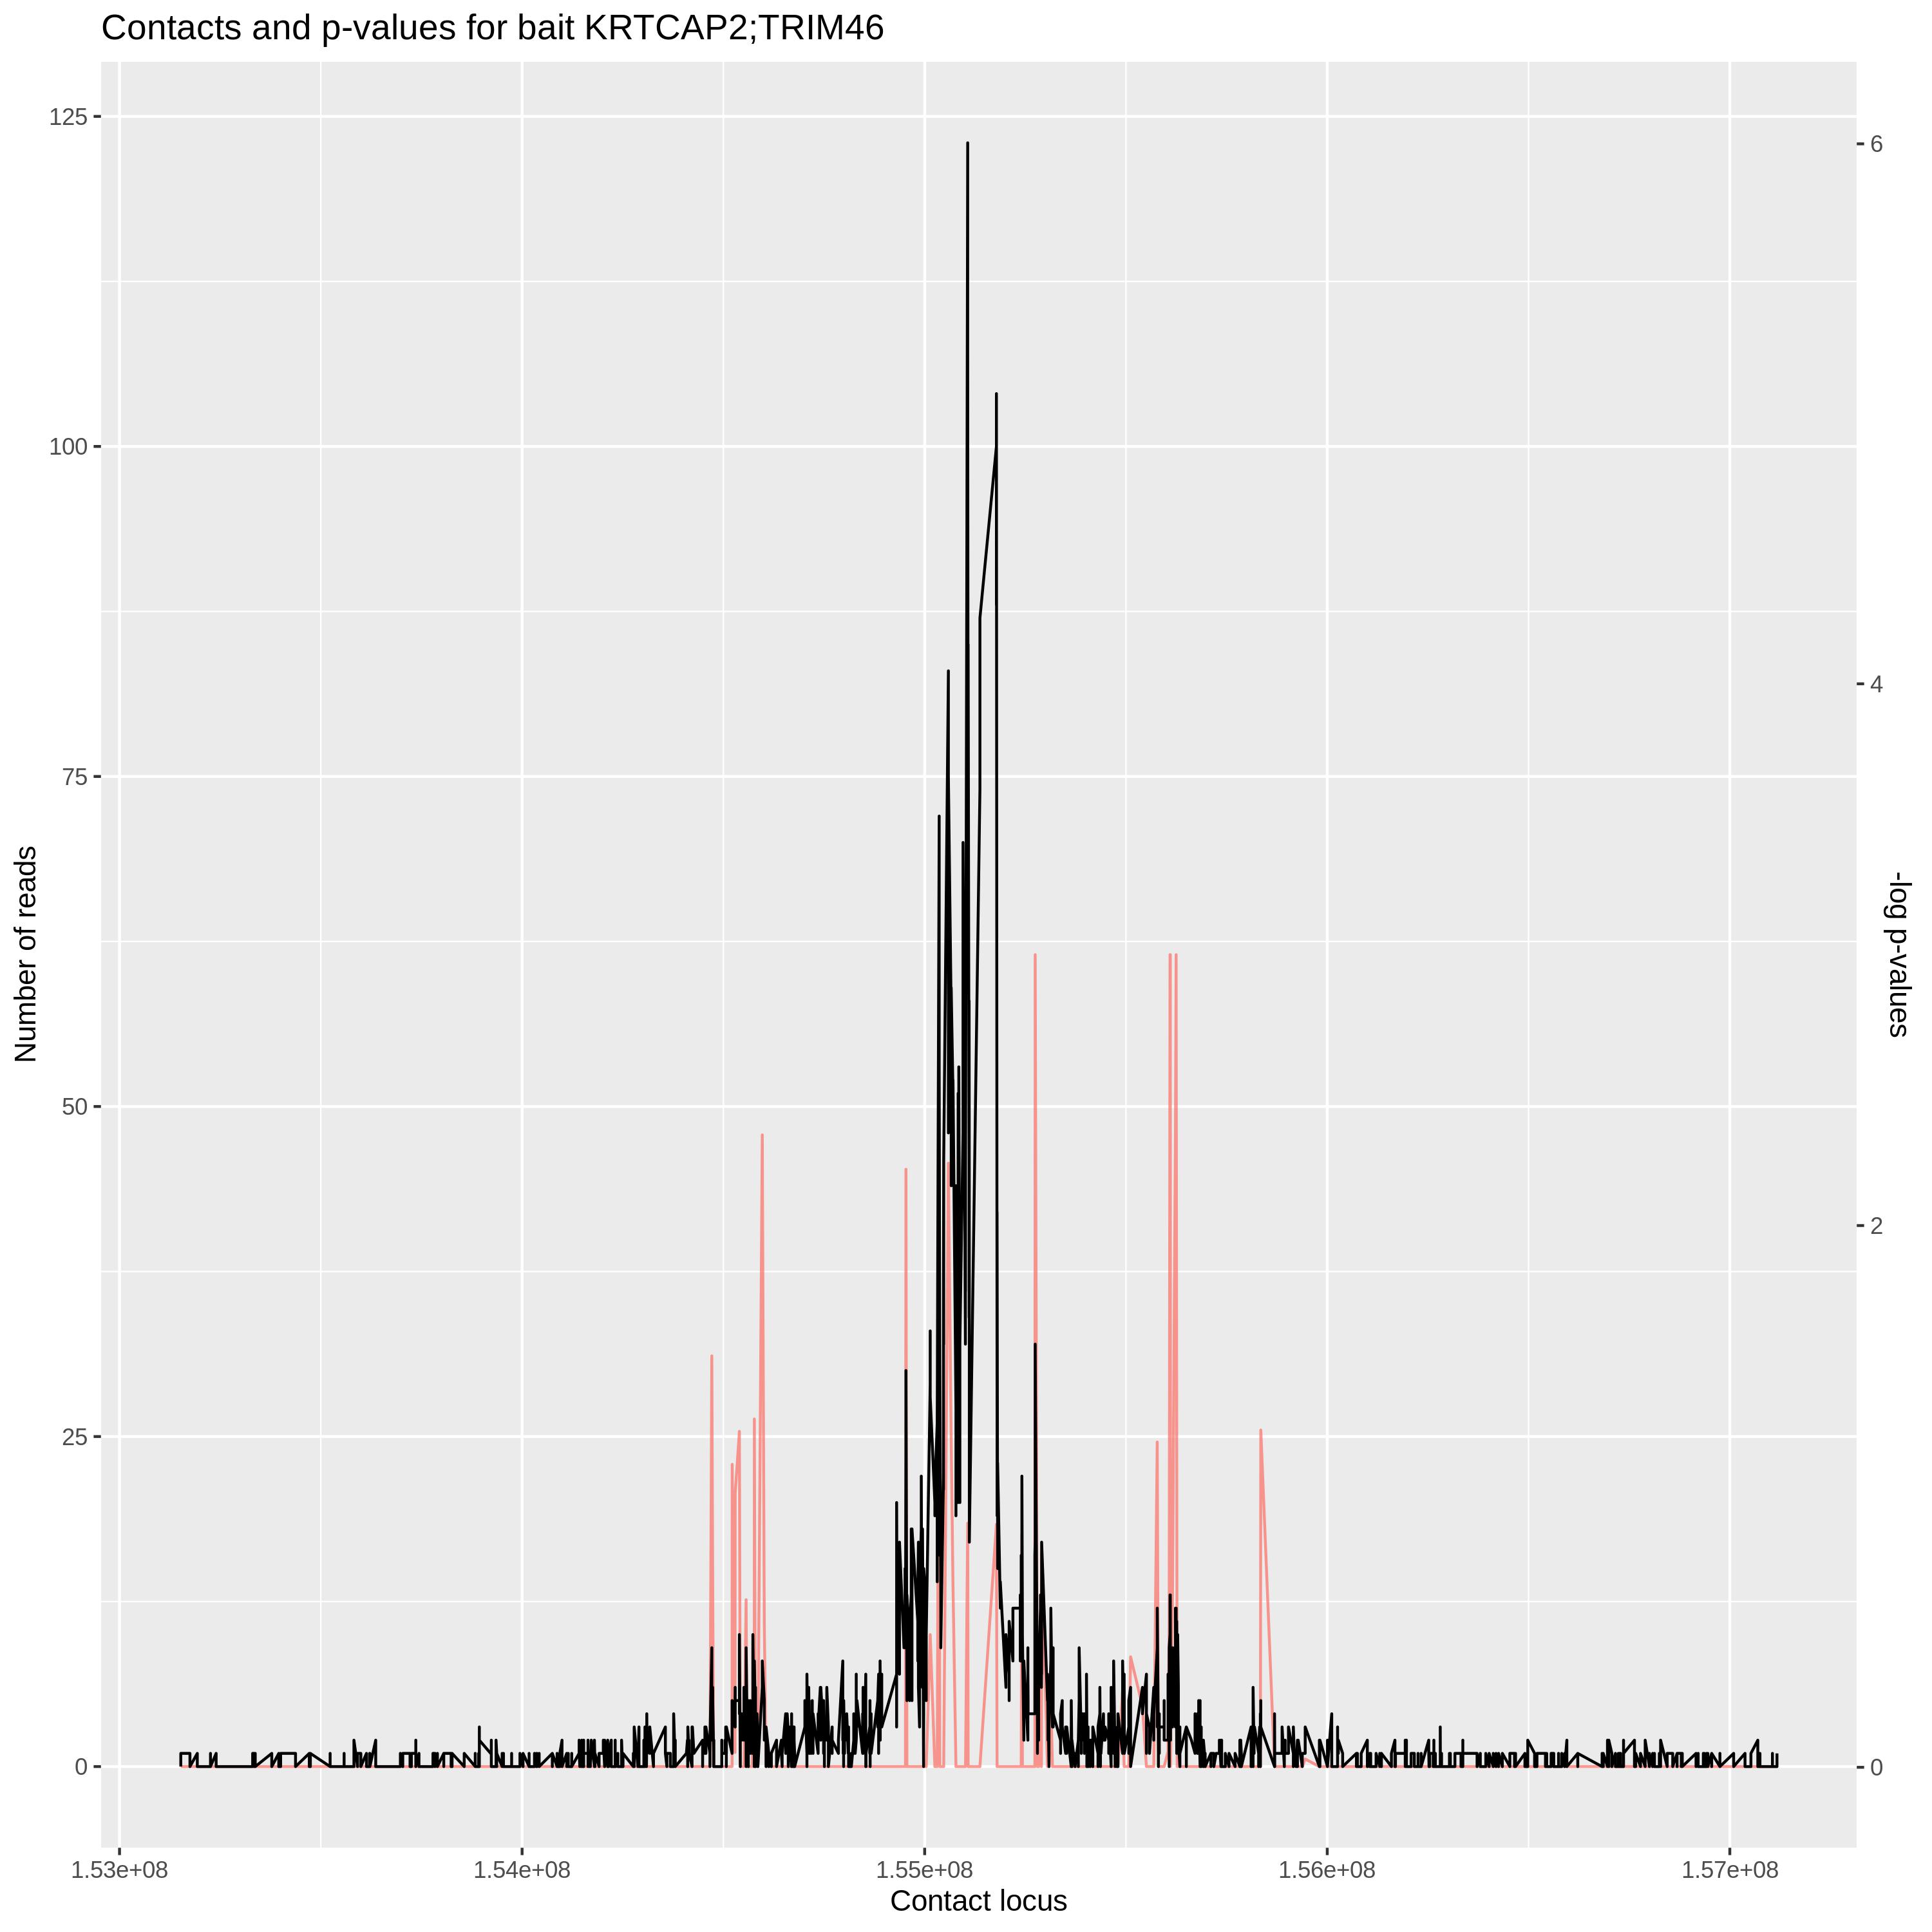 Contacts and p-values for bait KRTCAP2;TRIM46
125
100
75
50
25
0
Number of reads
6
4
2
0
-log p-values
1.53e+08
1.54e+08
1.55e+08
1.56e+08
1.57e+08
Contact locus